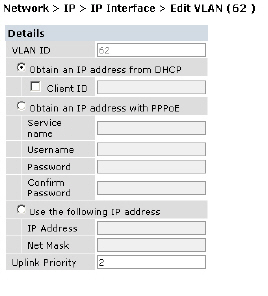 Network > IP > IP Interface > Edit VLAN (62 )
Details
VLAN ID 62
Obtain an IP address from DHCP
Client ID
Obtain an IP address with PPPoE
Service name
Username
Password
Confirm Password
Use the following IP address
IP Address
Net Mask
Uplink Priority 2